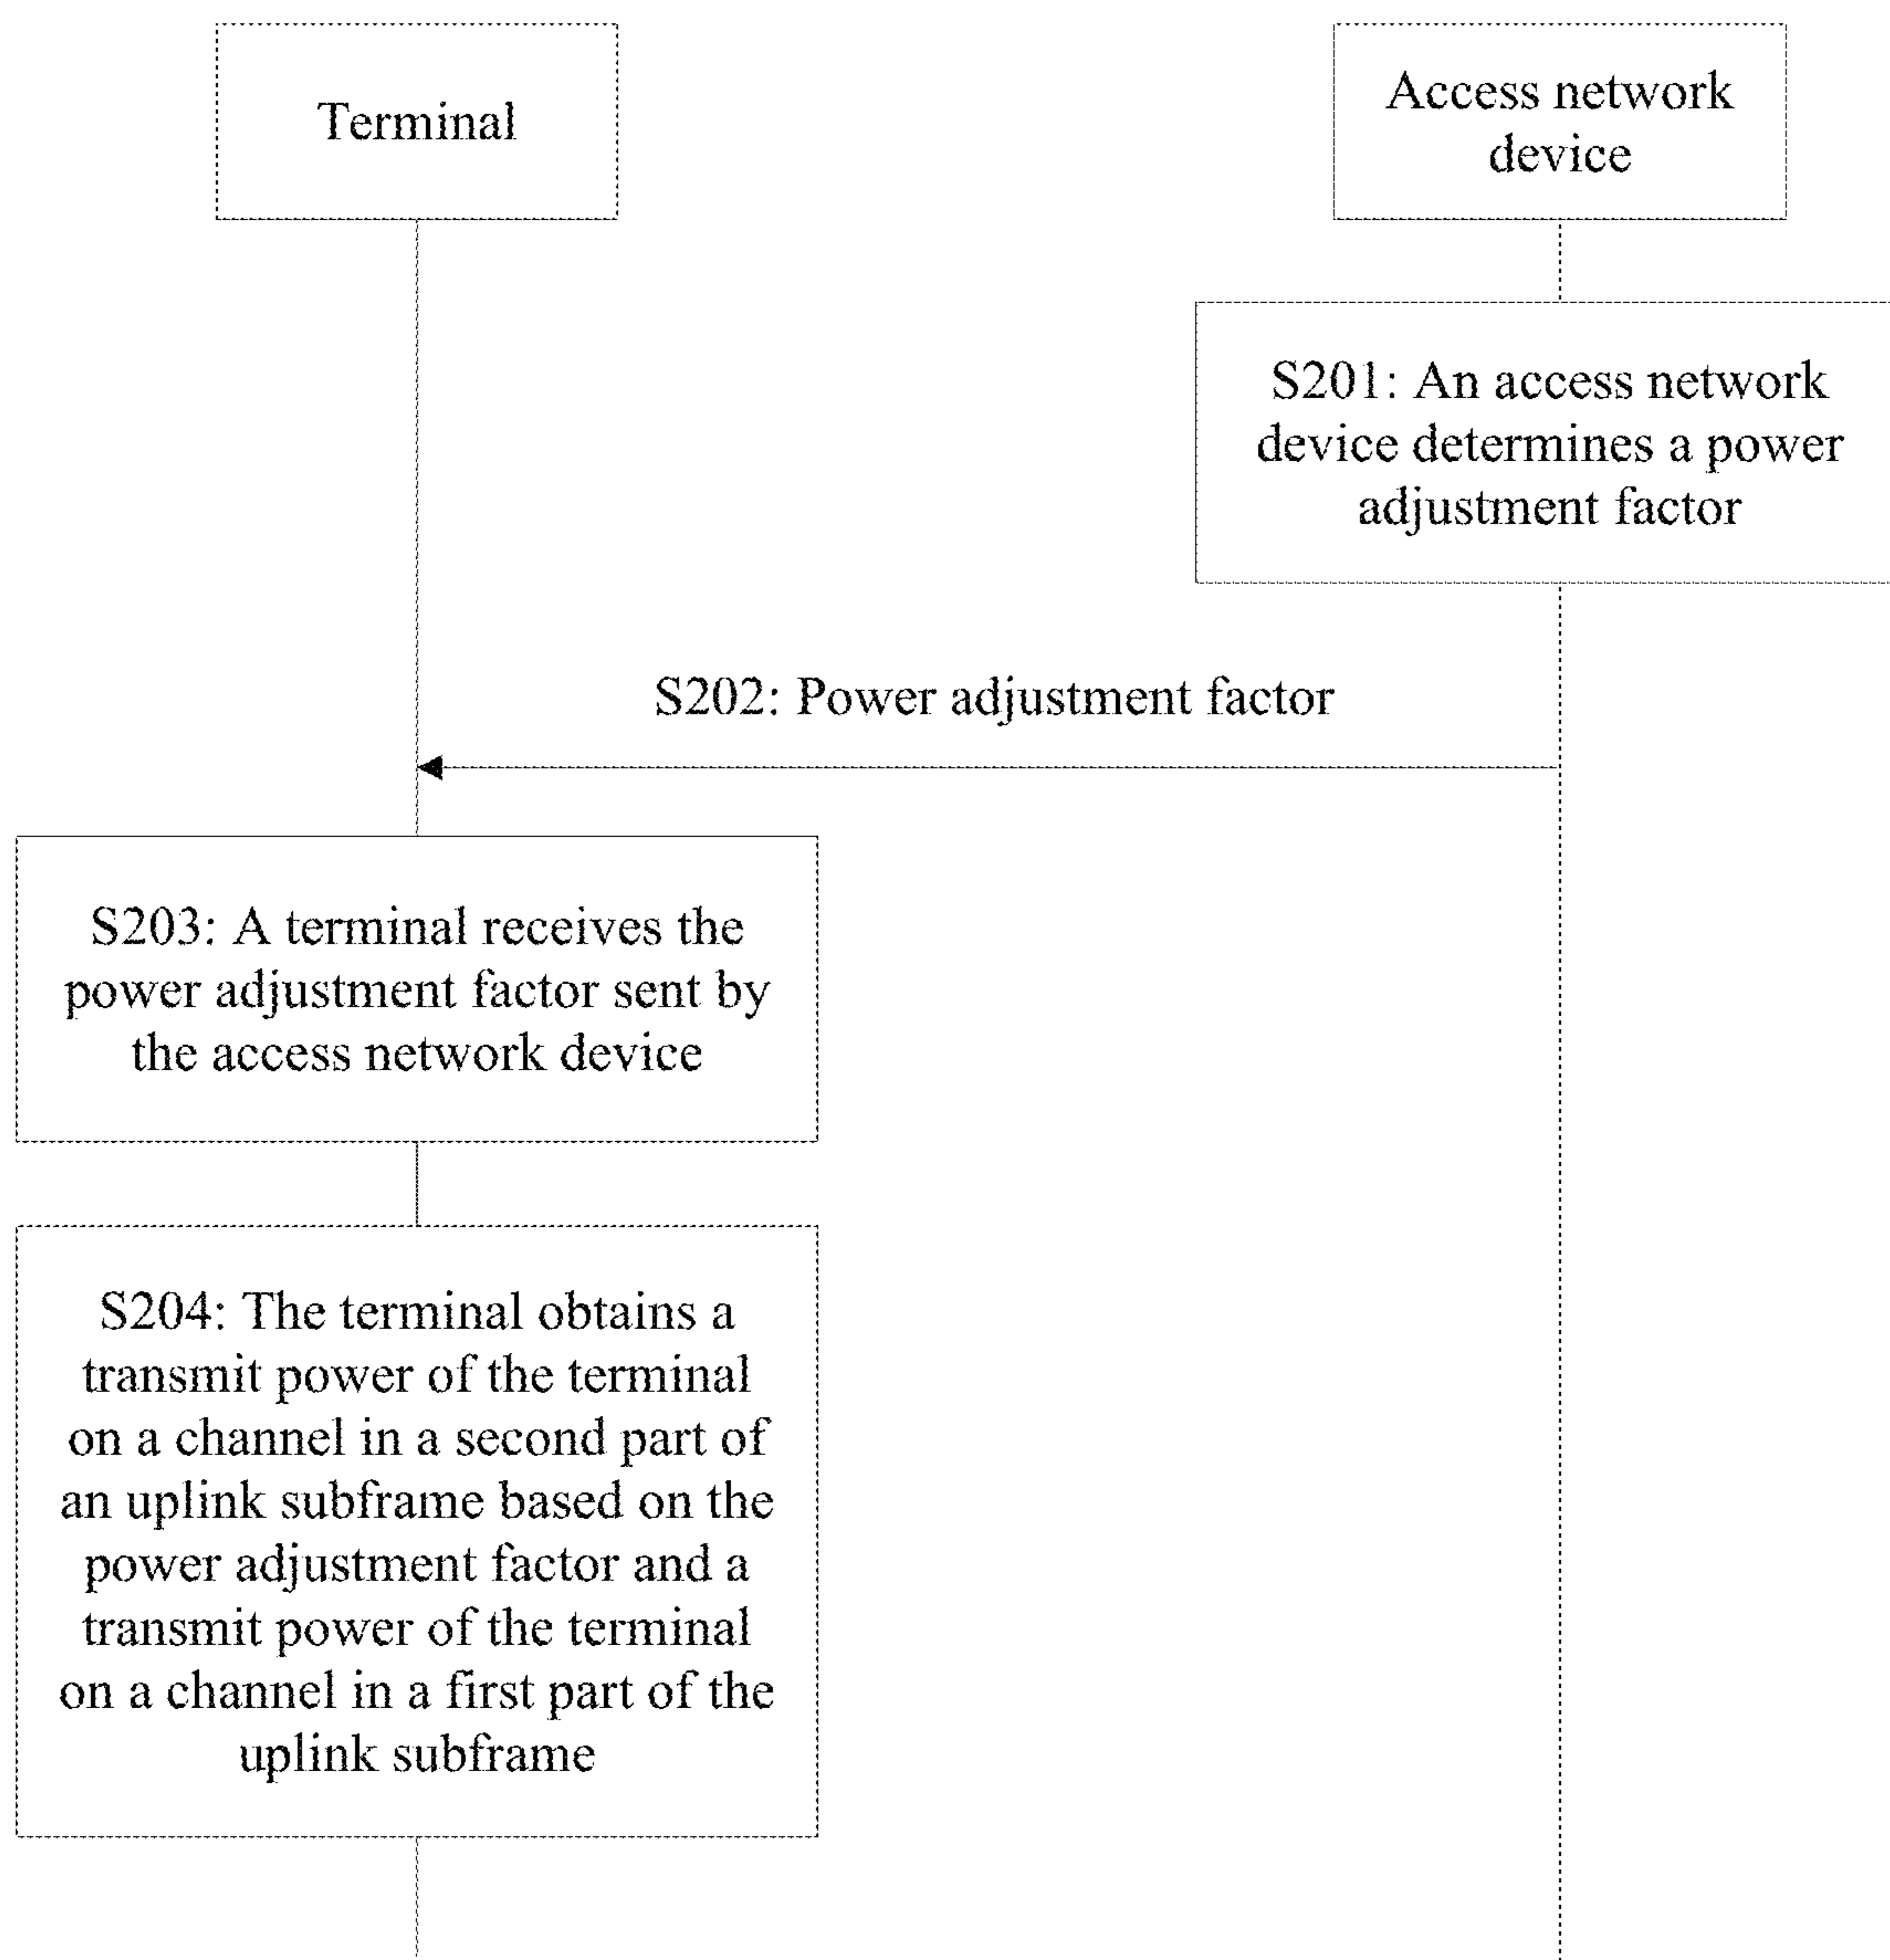 Terminal
Access network
device
S201: An access network
device determines a power
adjustment factor
S202: Power adjustment factor
S203: A terminal receives the
power adjustment factor sent by
the access network device
S204: The terminal obtains a
transmit power of the terminal
on a channel in a second part of
an uplink subframe based on the
power adjustment factor and a
transmit power of the terminal
on a channel in a first part of the
uplink subframe